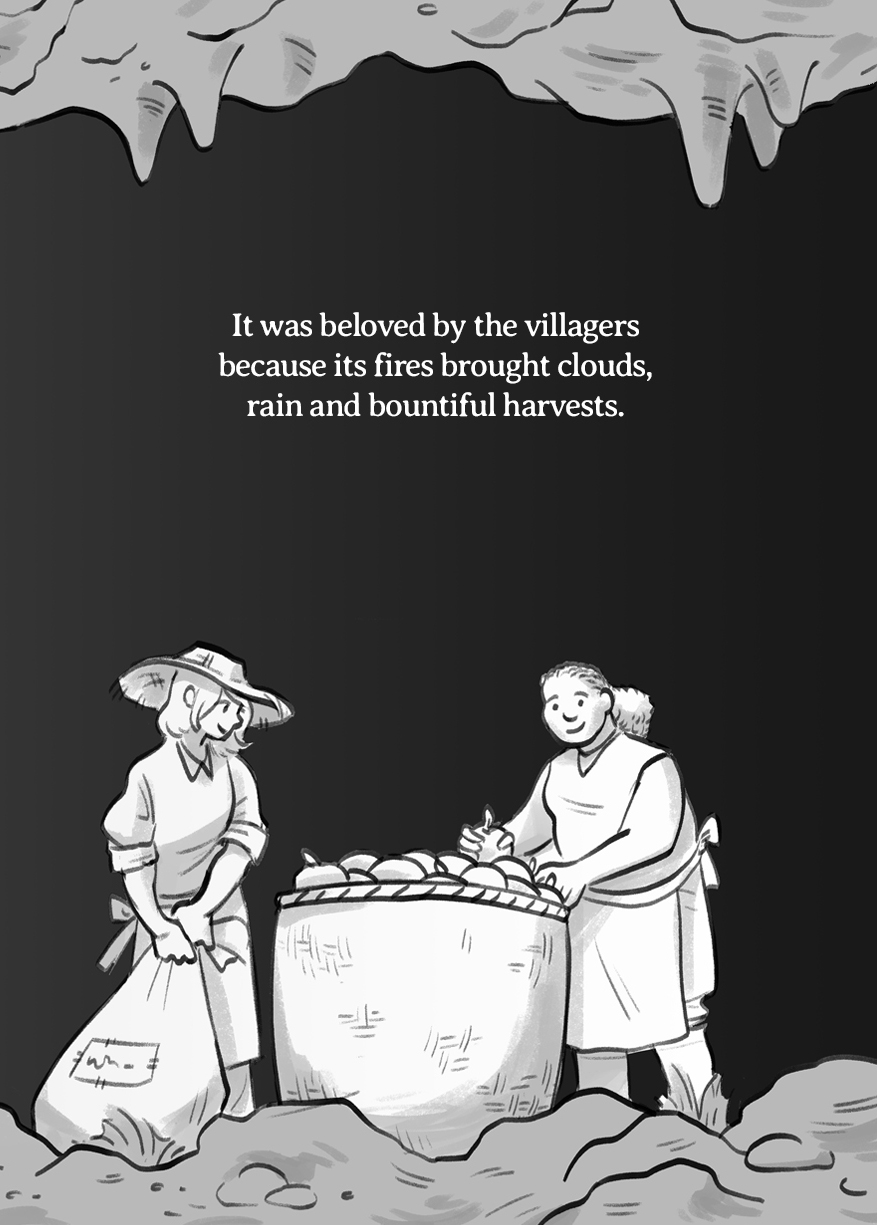 It was beloved by the villagers
because its fires brought clouds,
rain and bountiful harvests.